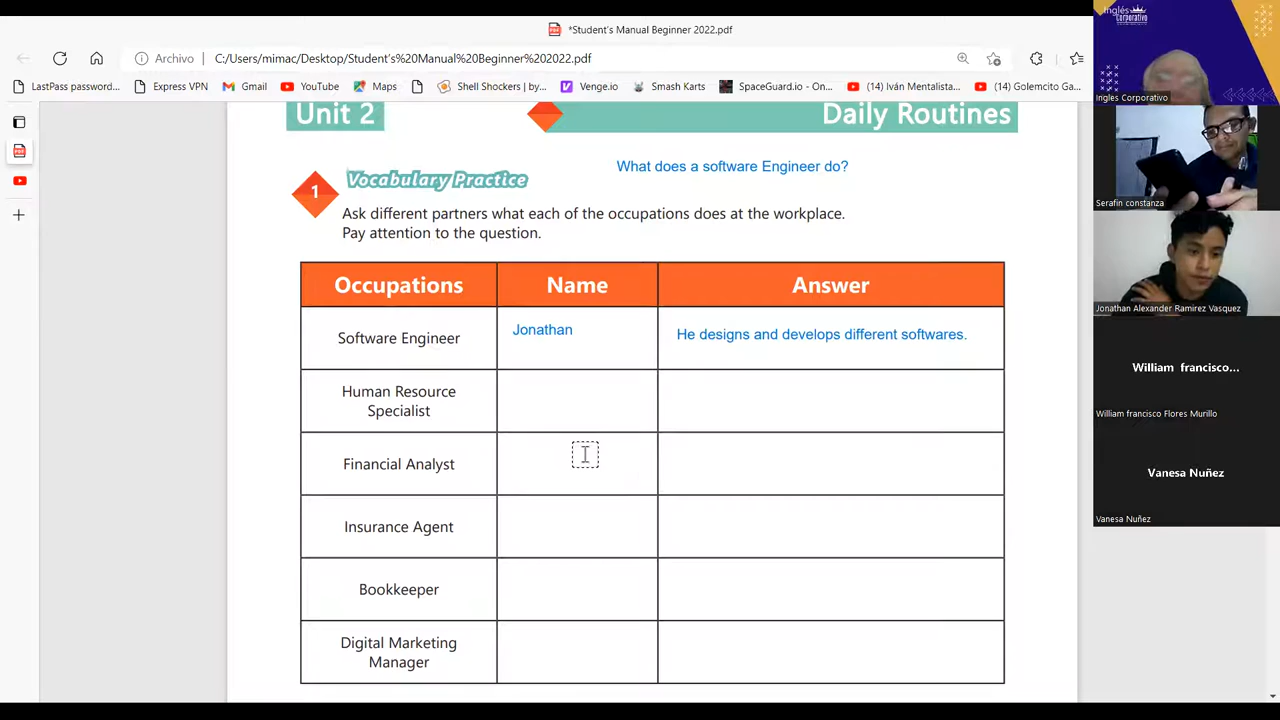 *Student's Manual Beginner 2022.pdf
Archivo
C:/Users/mimac/Desktop/Student's%20Manual%20Beginner%202022.pdf
LastPass password...
Express VPN
Gmail
YouTube
Maps
Shell Shockers | by...
Venge.io
Smash Karts
SpaceGuard.io - On...
(14) Iván Mentalista...
(14) Golemcito Ga...
Unit 2
Daily Routines
What does a software Engineer do?
1
Vocabulary Practice
Ask different partners what each of the occupations does at the workplace.
Pay attention to the question.
Occupations
Name
Answer
Software Engineer
Jonathan
He designs and develops different softwares.
Human Resource
Specialist
Financial Analyst
Insurance Agent
Bookkeeper
Digital Marketing
Manager
Inglés
Corporativo
Ingles Corporativo
Serafin constanza
Jonathan Alexander Ramirez Vasquez
William francisco...
William francisco Flores Murillo
Vanesa Nuñez
Vanesa Nuñez